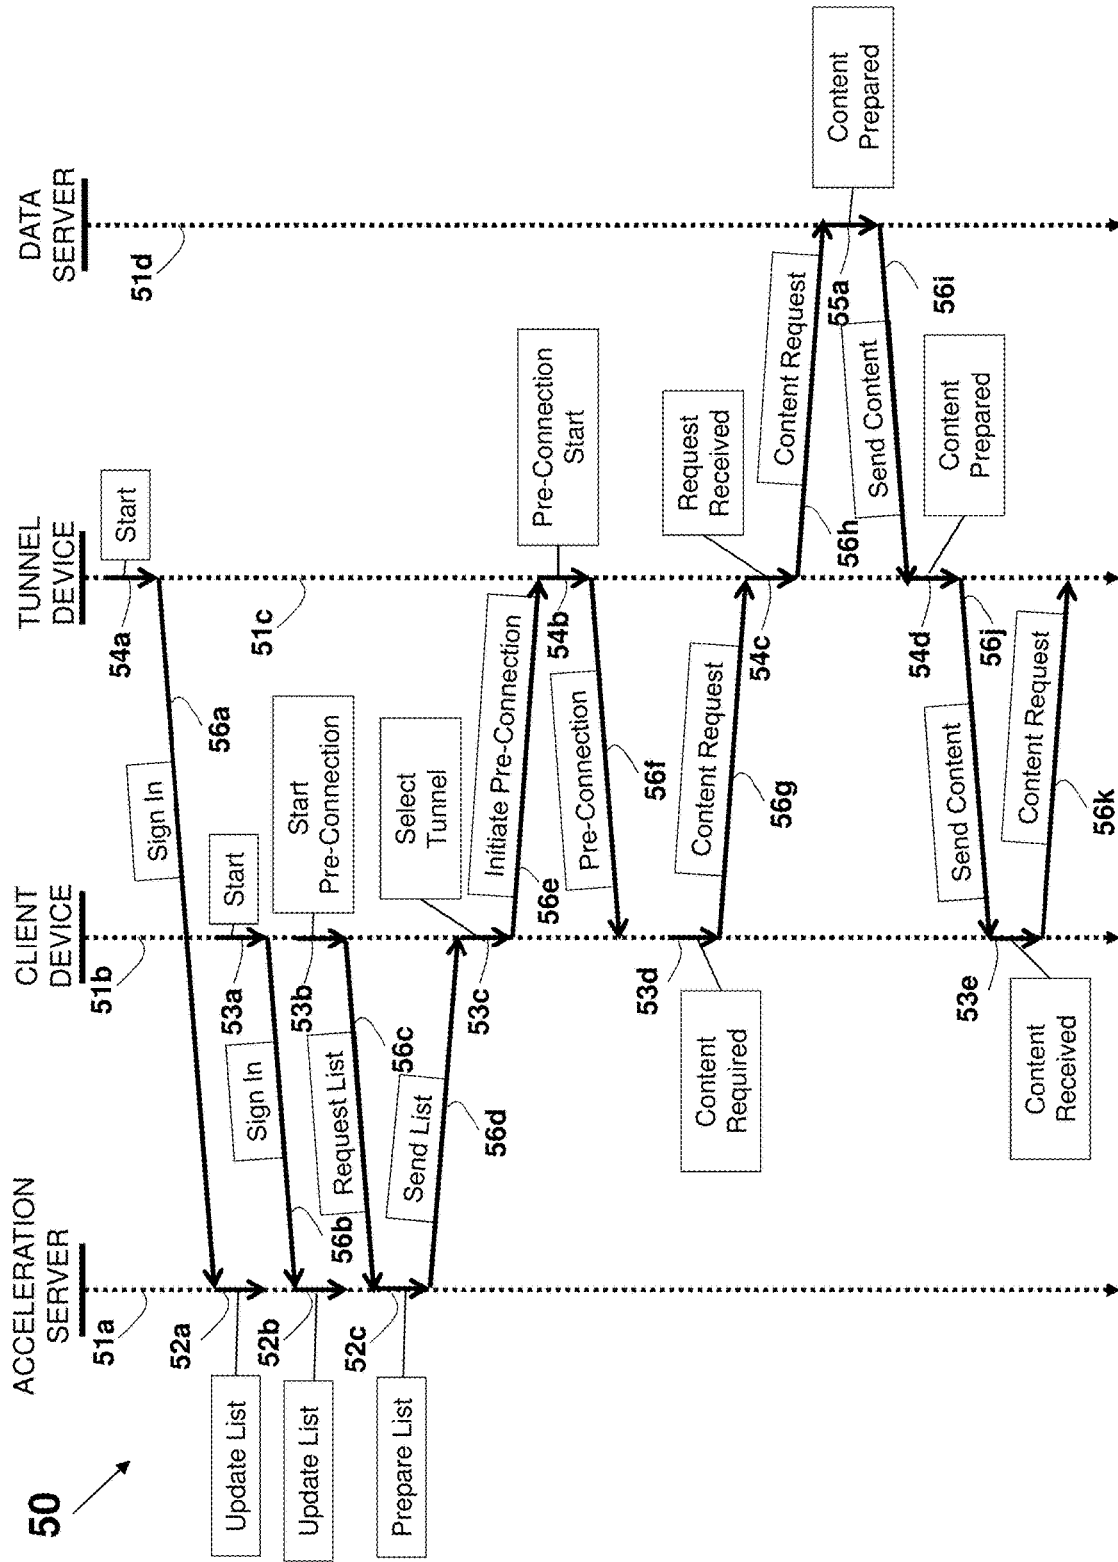 50
ACCELERATION
SERVER
CLIENT
DEVICE
TUNNEL
DEVICE
DATA
SERVER
51a
51b
54a
Start
51d
56a
Sign In
51c
52a
Update List
53a
Start
Sign In
56b
52b
Update List
53b
Start
Pre-Connection
Request List
56c
52c
Prepare List
Send List
56d
53c
Select
Tunnel
Initiate Pre-Connection
56e
54b
Pre-Connection
Start
Pre-Connection
56f
53d
Content
Required
Content Request
56g
54c
Request
Received
56h
Content Request
55a
Content
Prepared
Send Content
56i
54d
Content
Prepared
Send Content
56j
53e
Content
Received
Content Request
56k